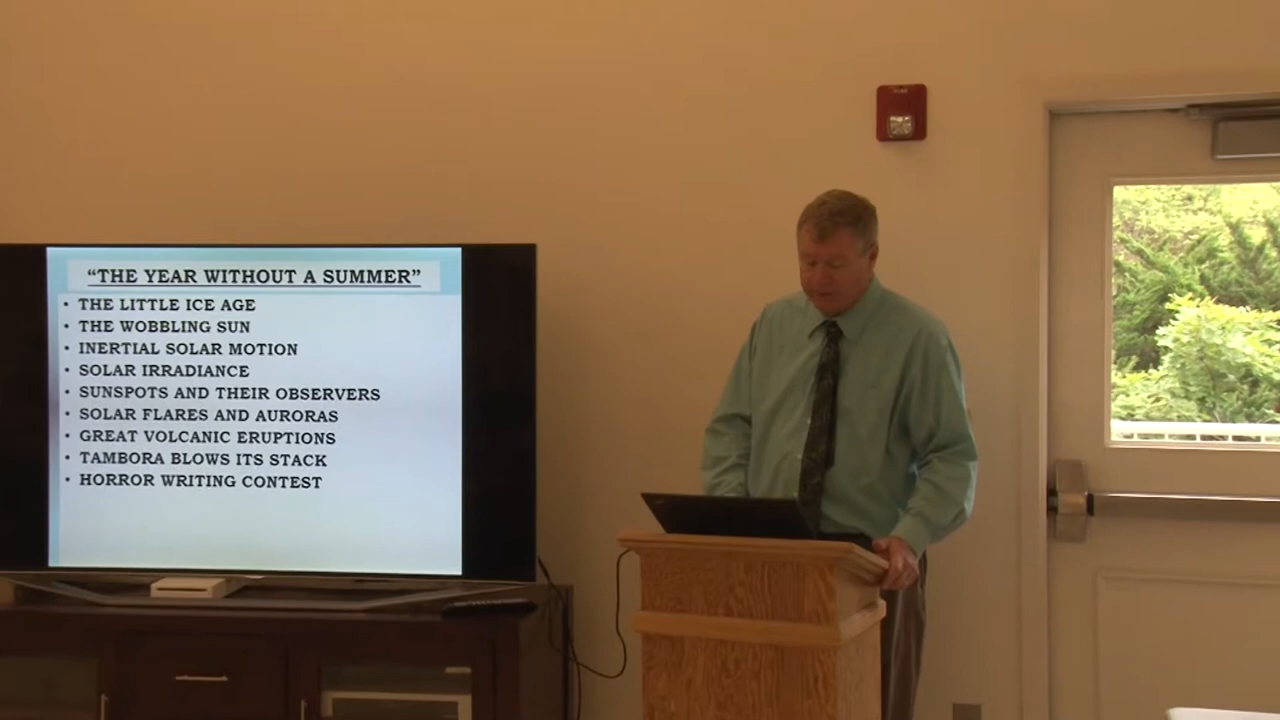 “THE YEAR WITHOUT A SUMMER”
• THE LITTLE ICE AGE
• THE WOBBLING SUN
• INERTIAL SOLAR MOTION
• SOLAR IRRADIANCE
• SUNSPOTS AND THEIR OBSERVERS
• SOLAR FLARES AND AURORAS
• GREAT VOLCANIC ERUPTIONS
• TAMBORA BLOWS ITS STACK
• HORROR WRITING CONTEST